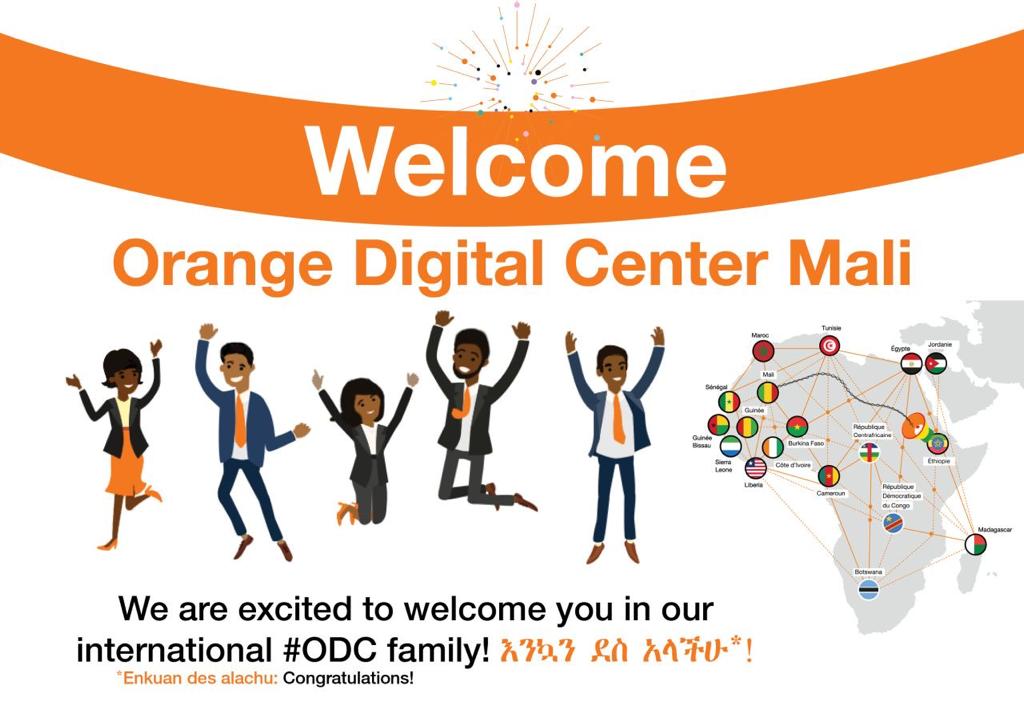 Welcome
Orange Digital Center Mali
Maroc
Tunisie
Égypte
Jordanie
Mali
Sénégal
Guinée
Guinée
Bissau
Burkina Faso
République
Centrafricaine
Éthiopie
Sierra
Leone
Côte d'Ivoire
Liberia
Cameroun
République
Démocratique
du Congo
Madagascar
Botswana
We are excited to welcome you in our
international #ODC family! እንኳን ደስ አላችሁ*!
*Enkuan des alachu: Congratulations!